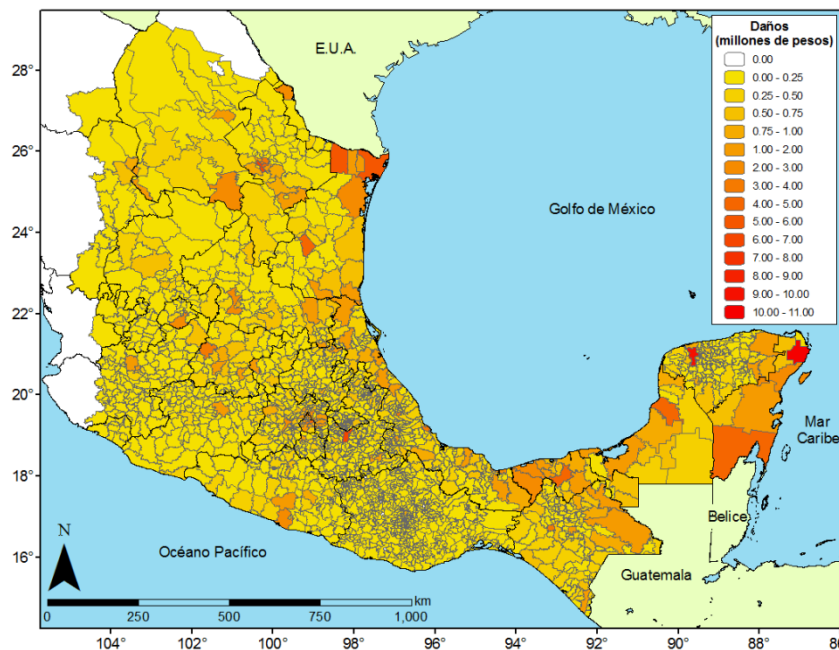 Daños
(millones de pesos)
0.00
0.00 - 0.25
0.25 - 0.50
0.50 - 0.75
0.75 - 1.00
1.00 - 2.00
2.00 - 3.00
3.00 - 4.00
4.00 - 5.00
5.00 - 6.00
6.00 - 7.00
7.00 - 8.00
8.00 - 9.00
9.00 - 10.00
10.00 - 11.00
E.U.A.
28°
26°
24°
22°
20°
18°
16°
Golfo de México
Mar
Caribe
Belice
Guatemala
Océano Pacífico
N
km
0 250 500 750 1,000
104° 102° 100° 98° 96° 94° 92° 90° 88° 86